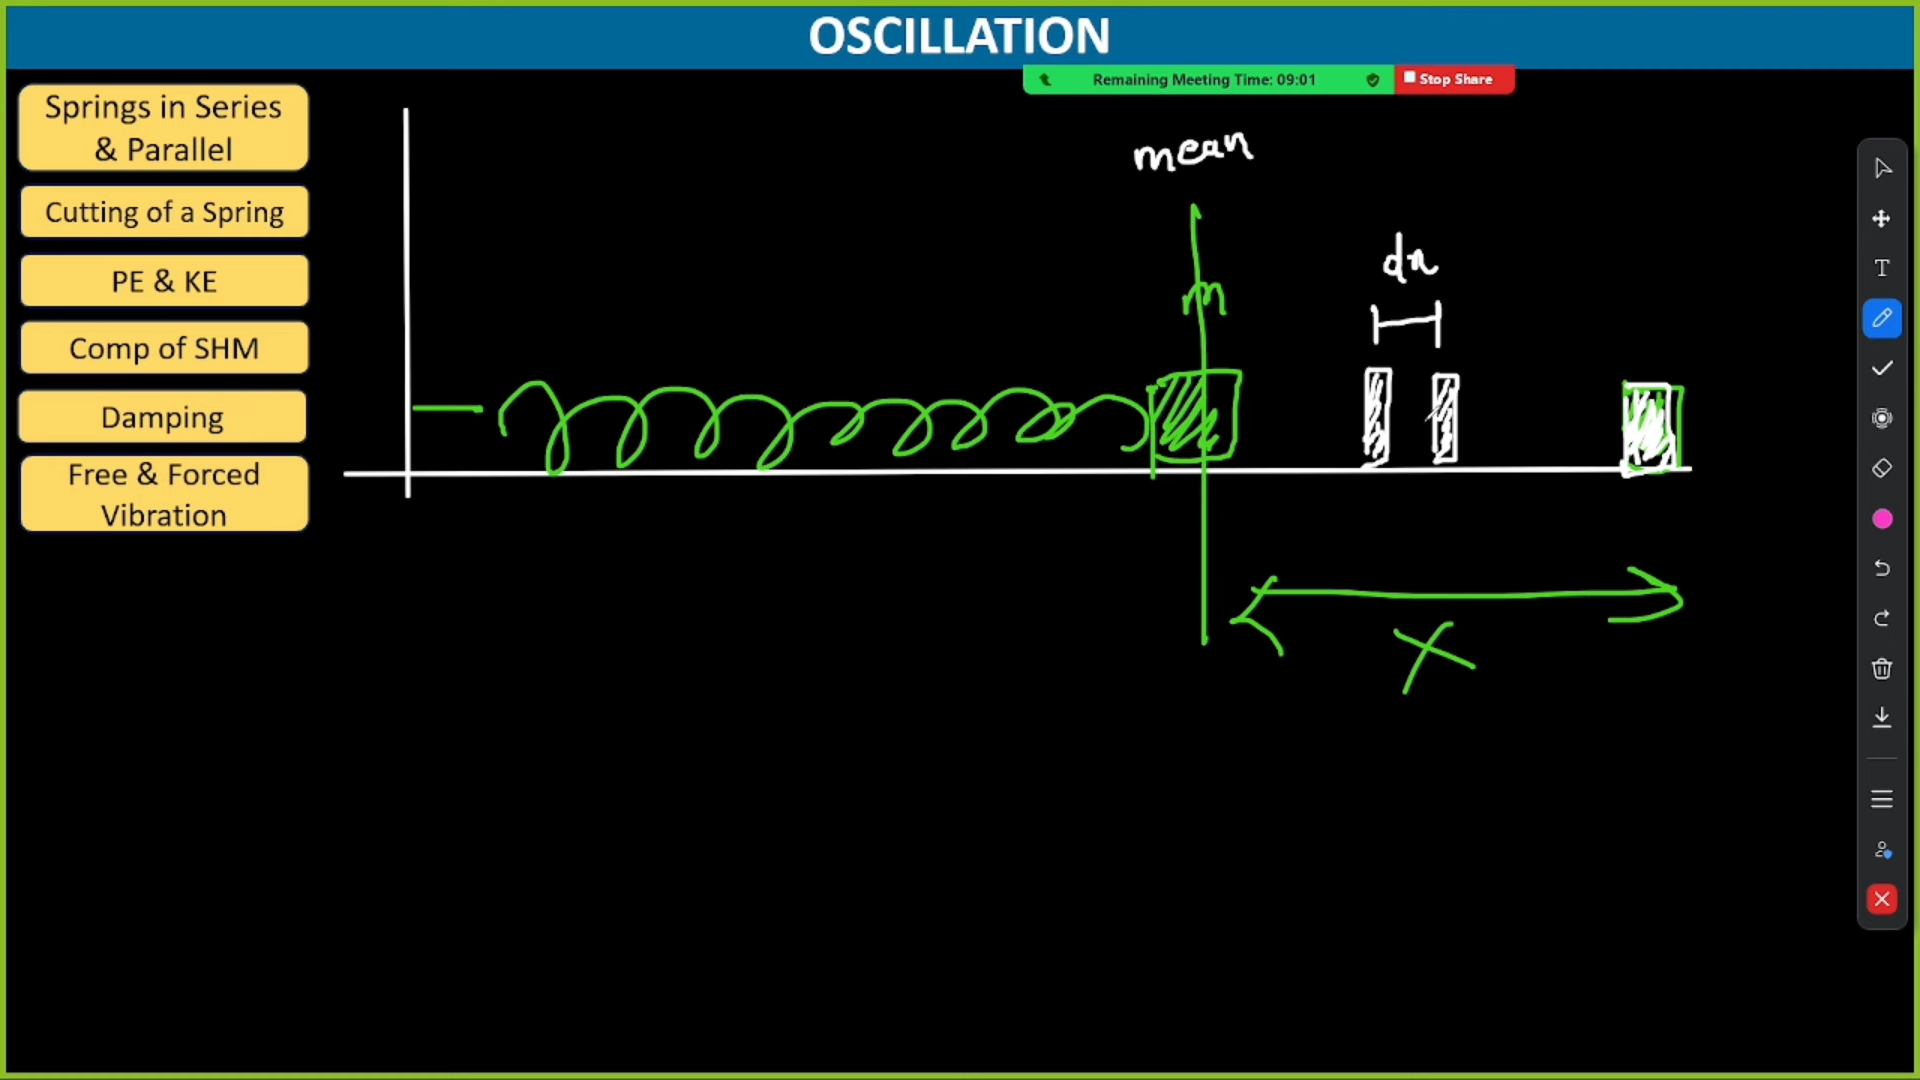 OSCILLATION
Remaining Meeting Time: 09:01
Stop Share
Springs in Series
& Parallel
Cutting of a Spring
PE & KE
Comp of SHM
Damping
Free & Forced
Vibration
mean
m
dx
x
T